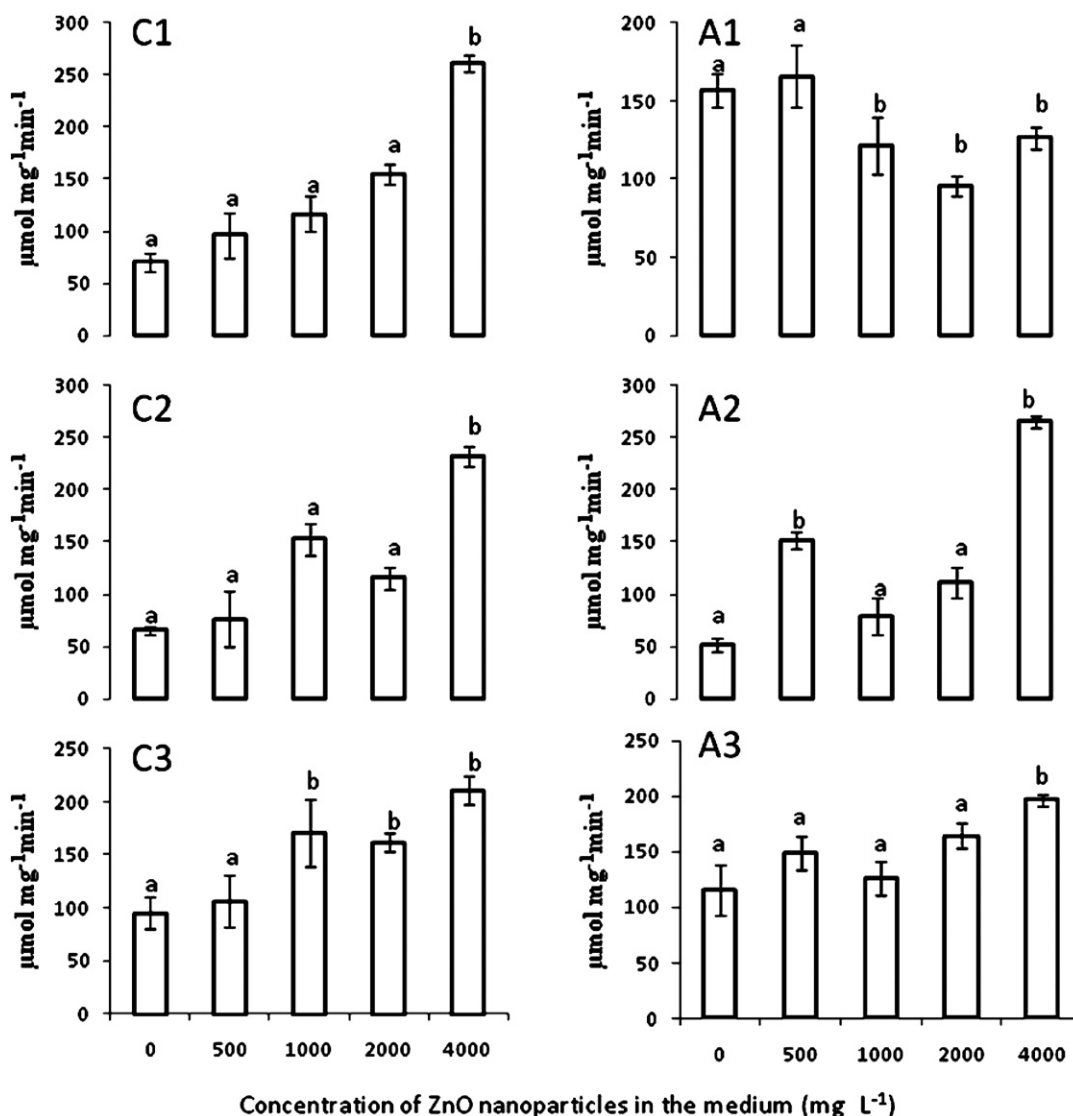 C1
300
250
200
150
100
50
0
µmol mg-1min-1
a a a a b
A1
200
150
100
50
0
µmol mg-1min-1
a a b b b
C2
300
250
200
150
100
50
0
µmol mg-1min-1
a a a a b
A2
300
250
200
150
100
50
0
µmol mg-1min-1
a b a a b
C3
250
200
150
100
50
0
µmol mg-1min-1
a a b b b
0 500 1000 2000 4000
A3
250
200
150
100
50
0
µmol mg-1min-1
a a a a b
0 500 1000 2000 4000
Concentration of ZnO nanoparticles in the medium (mg L-1)